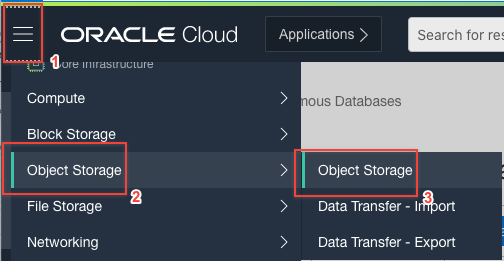 ORACLE Cloud
Applications
Search for res
1
Core Infrastructure
Compute
mous Databases
Block Storage
Object Storage
2
Object Storage
3
File Storage
Data Transfer - Import
Networking
Data Transfer - Export